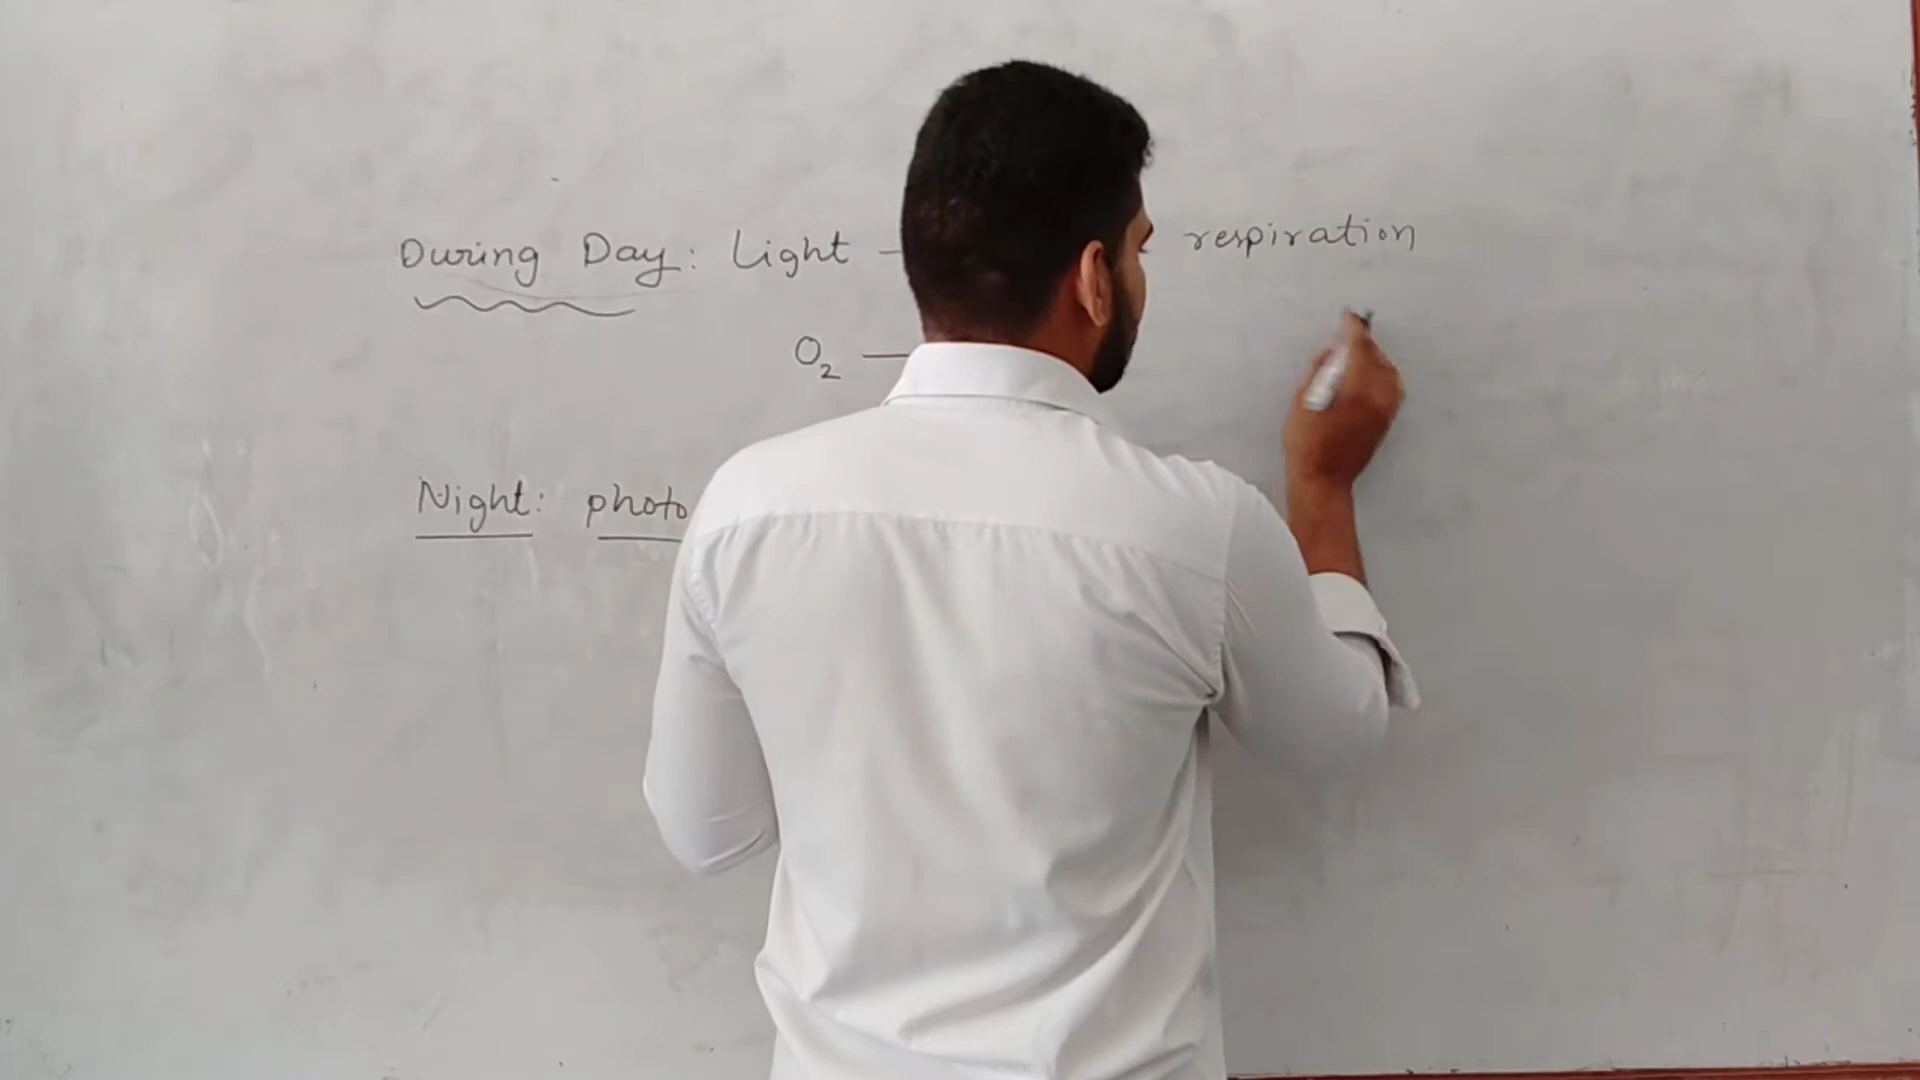 During Day: Light — respiration
O2 —
Night: photo